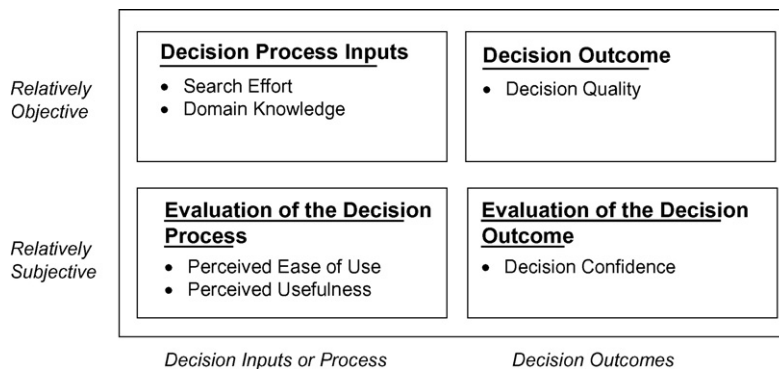 Relatively
Objective
Decision Process Inputs
• Search Effort
• Domain Knowledge
Decision Outcome
• Decision Quality
Relatively
Subjective
Evaluation of the Decision
Process
• Perceived Ease of Use
• Perceived Usefulness
Evaluation of the Decision
Outcome
• Decision Confidence
Decision Inputs or Process
Decision Outcomes